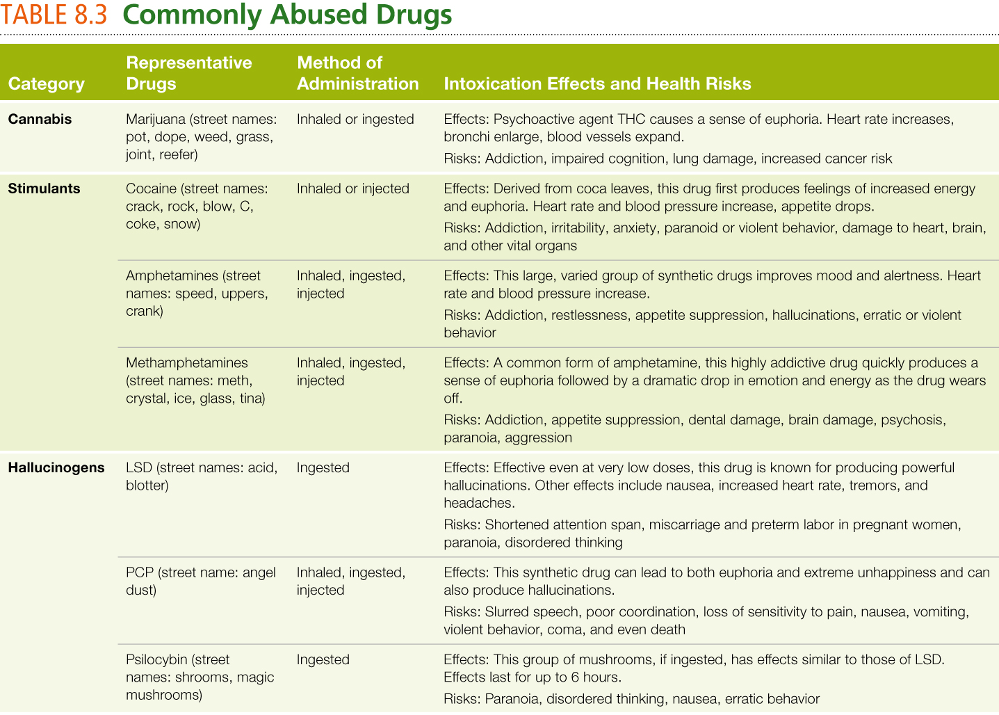 TABLE 8.3 Commonly Abused Drugs
Category
Representative
Drugs
Method of
Administration
Intoxication Effects and Health Risks
Cannabis
Marijuana (street names:
pot, dope, weed, grass,
joint, reefer)
Inhaled or ingested
Effects: Psychoactive agent THC causes a sense of euphoria. Heart rate increases,
bronchi enlarge, blood vessels expand.
Risks: Addiction, impaired cognition, lung damage, increased cancer risk
Stimulants
Cocaine (street names:
crack, rock, blow, C,
coke, snow)
Inhaled or injected
Effects: Derived from coca leaves, this drug first produces feelings of increased energy
and euphoria. Heart rate and blood pressure increase, appetite drops.
Risks: Addiction, irritability, anxiety, paranoid or violent behavior, damage to heart, brain,
and other vital organs
Amphetamines (street
names: speed, uppers,
crank)
Inhaled, ingested,
injected
Effects: This large, varied group of synthetic drugs improves mood and alertness. Heart
rate and blood pressure increase.
Risks: Addiction, restlessness, appetite suppression, hallucinations, erratic or violent
behavior
Methamphetamines
(street names: meth,
crystal, ice, glass, tina)
Inhaled, ingested,
injected
Effects: A common form of amphetamine, this highly addictive drug quickly produces a
sense of euphoria followed by a dramatic drop in emotion and energy as the drug wears
off.
Risks: Addiction, appetite suppression, dental damage, brain damage, psychosis,
paranoia, aggression
Hallucinogens
LSD (street names: acid,
blotter)
Ingested
Effects: Effective even at very low doses, this drug is known for producing powerful
hallucinations. Other effects include nausea, increased heart rate, tremors, and
headaches.
Risks: Shortened attention span, miscarriage and preterm labor in pregnant women,
paranoia, disordered thinking
PCP (street name: angel
dust)
Inhaled, ingested,
injected
Effects: This synthetic drug can lead to both euphoria and extreme unhappiness and can
also produce hallucinations.
Risks: Slurred speech, poor coordination, loss of sensitivity to pain, nausea, vomiting,
violent behavior, coma, and even death
Psilocybin (street
names: shrooms, magic
mushrooms)
Ingested
Effects: This group of mushrooms, if ingested, has effects similar to those of LSD.
Effects last for up to 6 hours.
Risks: Paranoia, disordered thinking, nausea, erratic behavior